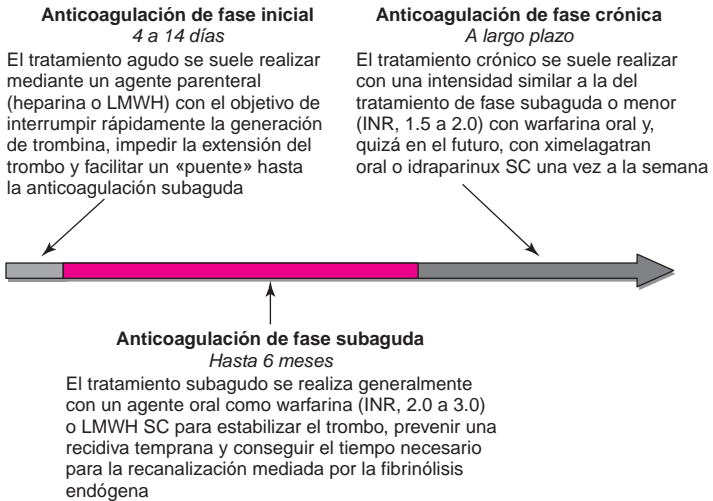 Anticoagulación de fase inicial
4 a 14 días
El tratamiento agudo se suele realizar
mediante un agente parenteral
(heparina o LMWH) con el objetivo de
interrumpir rápidamente la generación
de trombina, impedir la extensión del
trombo y facilitar un «puente» hasta
la anticoagulación subaguda
Anticoagulación de fase crónica
A largo plazo
El tratamiento crónico se suele realizar
con una intensidad similar a la del
tratamiento de fase subaguda o menor
(INR, 1.5 a 2.0) con warfarina oral y,
quizá en el futuro, con ximelagatran
oral o idraparinux SC una vez a la semana
Anticoagulación de fase subaguda
Hasta 6 meses
El tratamiento subagudo se realiza generalmente
con un agente oral como warfarina (INR, 2.0 a 3.0)
o LMWH SC para estabilizar el trombo, prevenir una
recidiva temprana y conseguir el tiempo necesario
para la recanalización mediada por la fibrinólisis
endógena